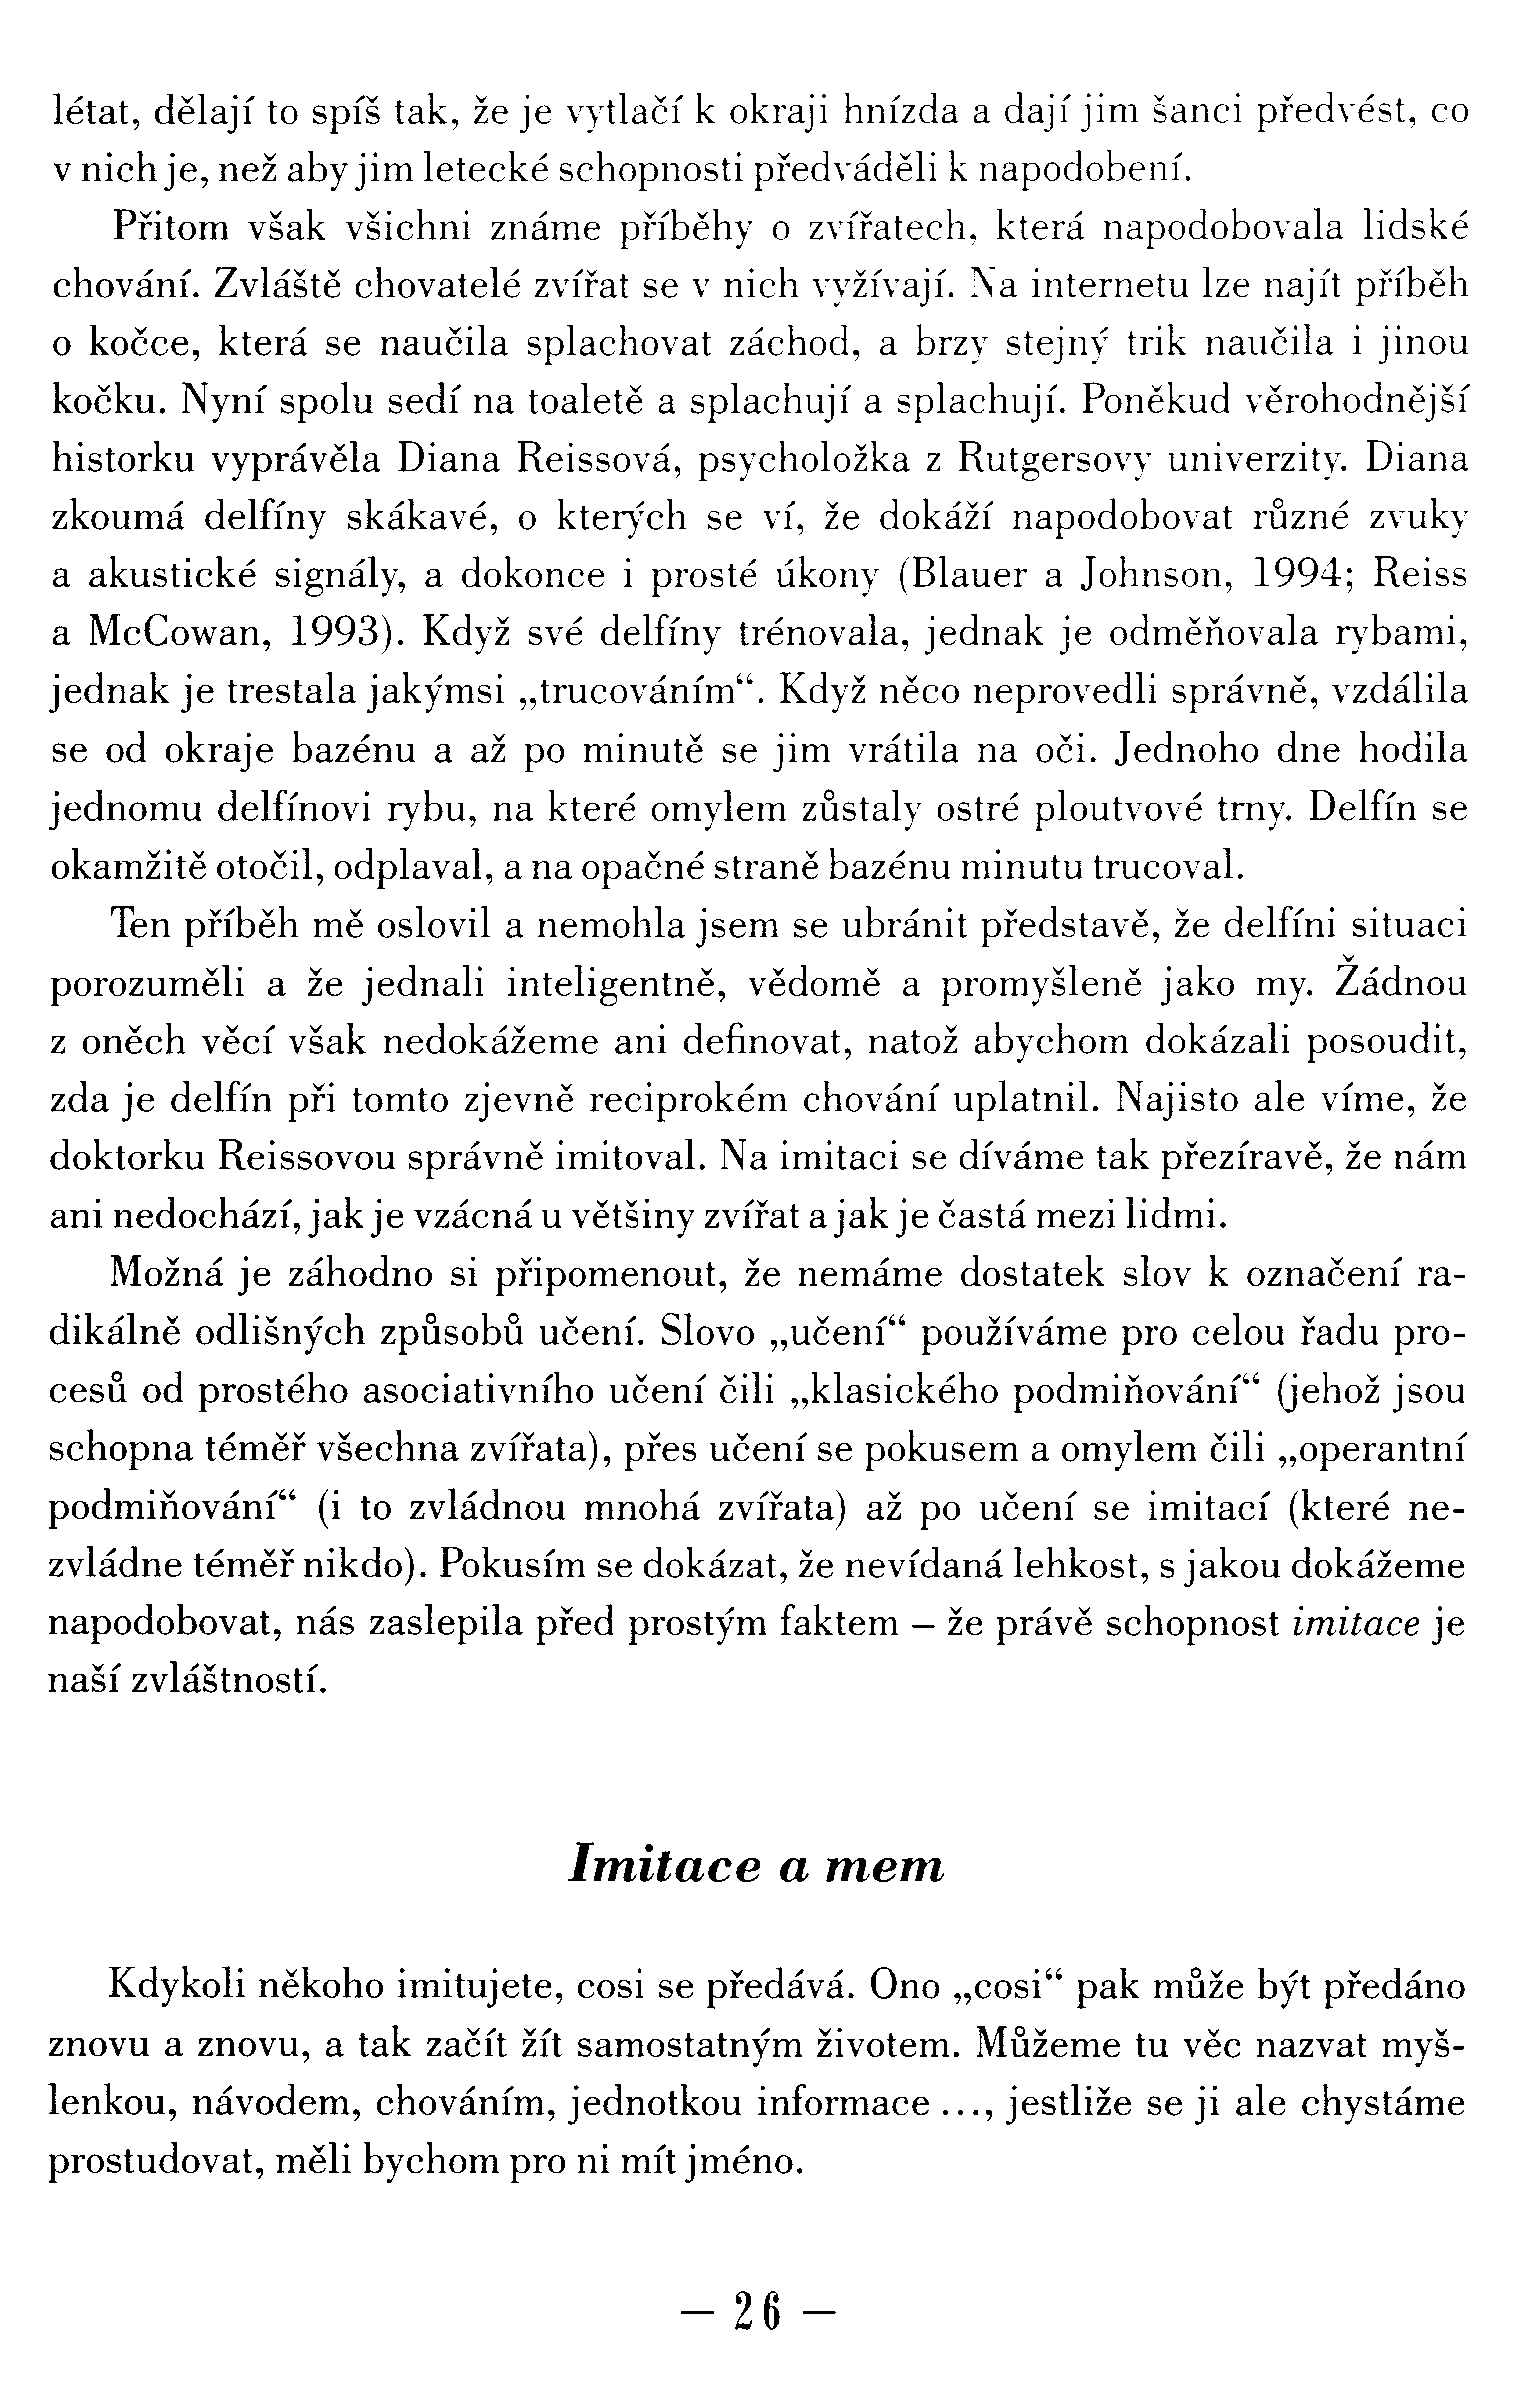 létat, dělají to spíš tak, že je vytlačí k okraji hnízda a dají jim šanci předvést, co
v nich je, než aby jim letecké schopnosti předváděli k napodobení.
Přitom však všichni známe příběhy o zvířatech, která napodobovala lidské
chování. Zvláště chovatelé zvířat se v nich vyžívají. Na internetu lze najít příběh
o kočce, která se naučila splachovat záchod, a brzy stejný trik naučila i jinou
kočku. Nyní spolu sedí na toaletě a splachují a splachují. Poněkud věrohodnější
historku vyprávěla Diana Reissová, psycholožka z Rutgersovy univerzity. Diana
zkoumá delfíny skákavé, o kterých se ví, že dokáží napodobovat různé zvuky
a akustické signály, a dokonce i prosté úkony (Blauer a Johnson, 1994; Reiss
a McCowan, 1993). Když své delfíny trénovala, jednak je odměňovala rybami,
jednak je trestala jakýmsi „trucováním“. Když něco neprovedli správně, vzdálila
se od okraje bazénu a až po minutě se jim vrátila na oči. Jednoho dne hodila
jednomu delfínovi rybu, na které omylem zůstaly ostré ploutvové trny. Delfín se
okamžitě otočil, odplaval, a na opačné straně bazénu minutu trucoval.
Ten příběh mě oslovil a nemohla jsem se ubránit představě, že delfíni situaci
porozuměli a že jednali inteligentně, vědomě a promyšleně jako my. Žádnou
z oněch věcí však nedokážeme ani definovat, natož abychom dokázali posoudit,
zda je delfín při tomto zjevně reciprokém chování uplatnil. Najisto ale víme, že
doktorku Reissovou správně imitoval. Na imitaci se díváme tak přezíravě, že nám
ani nedochází, jak je vzácná u většiny zvířat a jak je častá mezi lidmi.
Možná je záhodno si připomenout, že nemáme dostatek slov k označení ra-
dikálně odlišných způsobů učení. Slovo „učení“ používáme pro celou řadu pro-
cesů od prostého asociativního učení čili „klasického podmiňování“ (jehož jsou
schopna téměř všechna zvířata), přes učení se pokusem a omylem čili „operantní
podmiňování“ (i to zvládnou mnohá zvířata) až po učení se imitací (které ne-
zvládne téměř nikdo). Pokusím se dokázat, že nevídaná lehkost, s jakou dokážeme
napodobovat, nás zaslepila před prostým faktem – že právě schopnost imitace je
naší zvláštností.
Imitace a mem
Kdykoli někoho imitujete, cosi se předává. Ono „cosi“ pak může být předáno
znovu a znovu, a tak začít žít samostatným životem. Můžeme tu věc nazvat myš-
lenkou, návodem, chováním, jednotkou informace ..., jestliže se ji ale chystáme
prostudovat, měli bychom pro ni mít jméno.
– 26 –